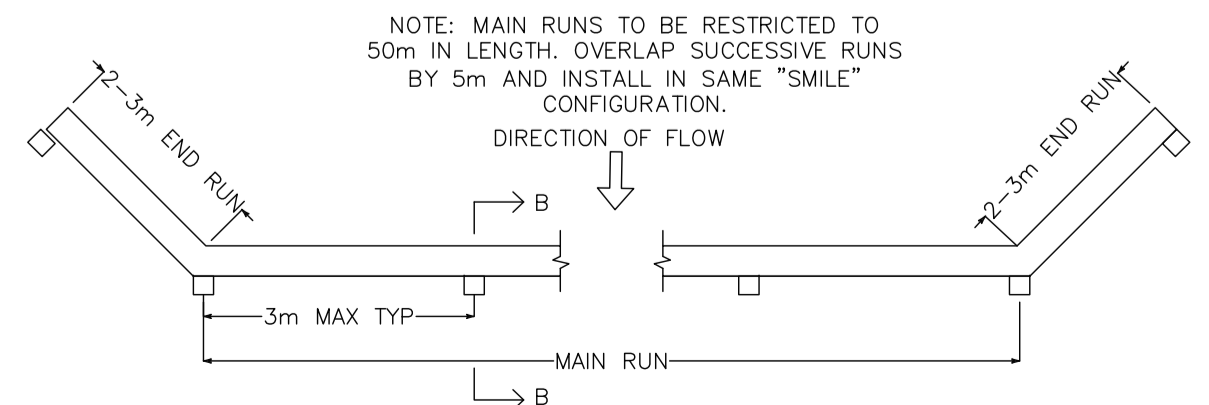 NOTE: MAIN RUNS TO BE RESTRICTED TO
50m IN LENGTH. OVERLAP SUCCESSIVE RUNS
BY 5m AND INSTALL IN SAME "SMILE"
CONFIGURATION.
DIRECTION OF FLOW
2-3m END RUN
2-3m END RUN
B
3m MAX TYP
MAIN RUN
B